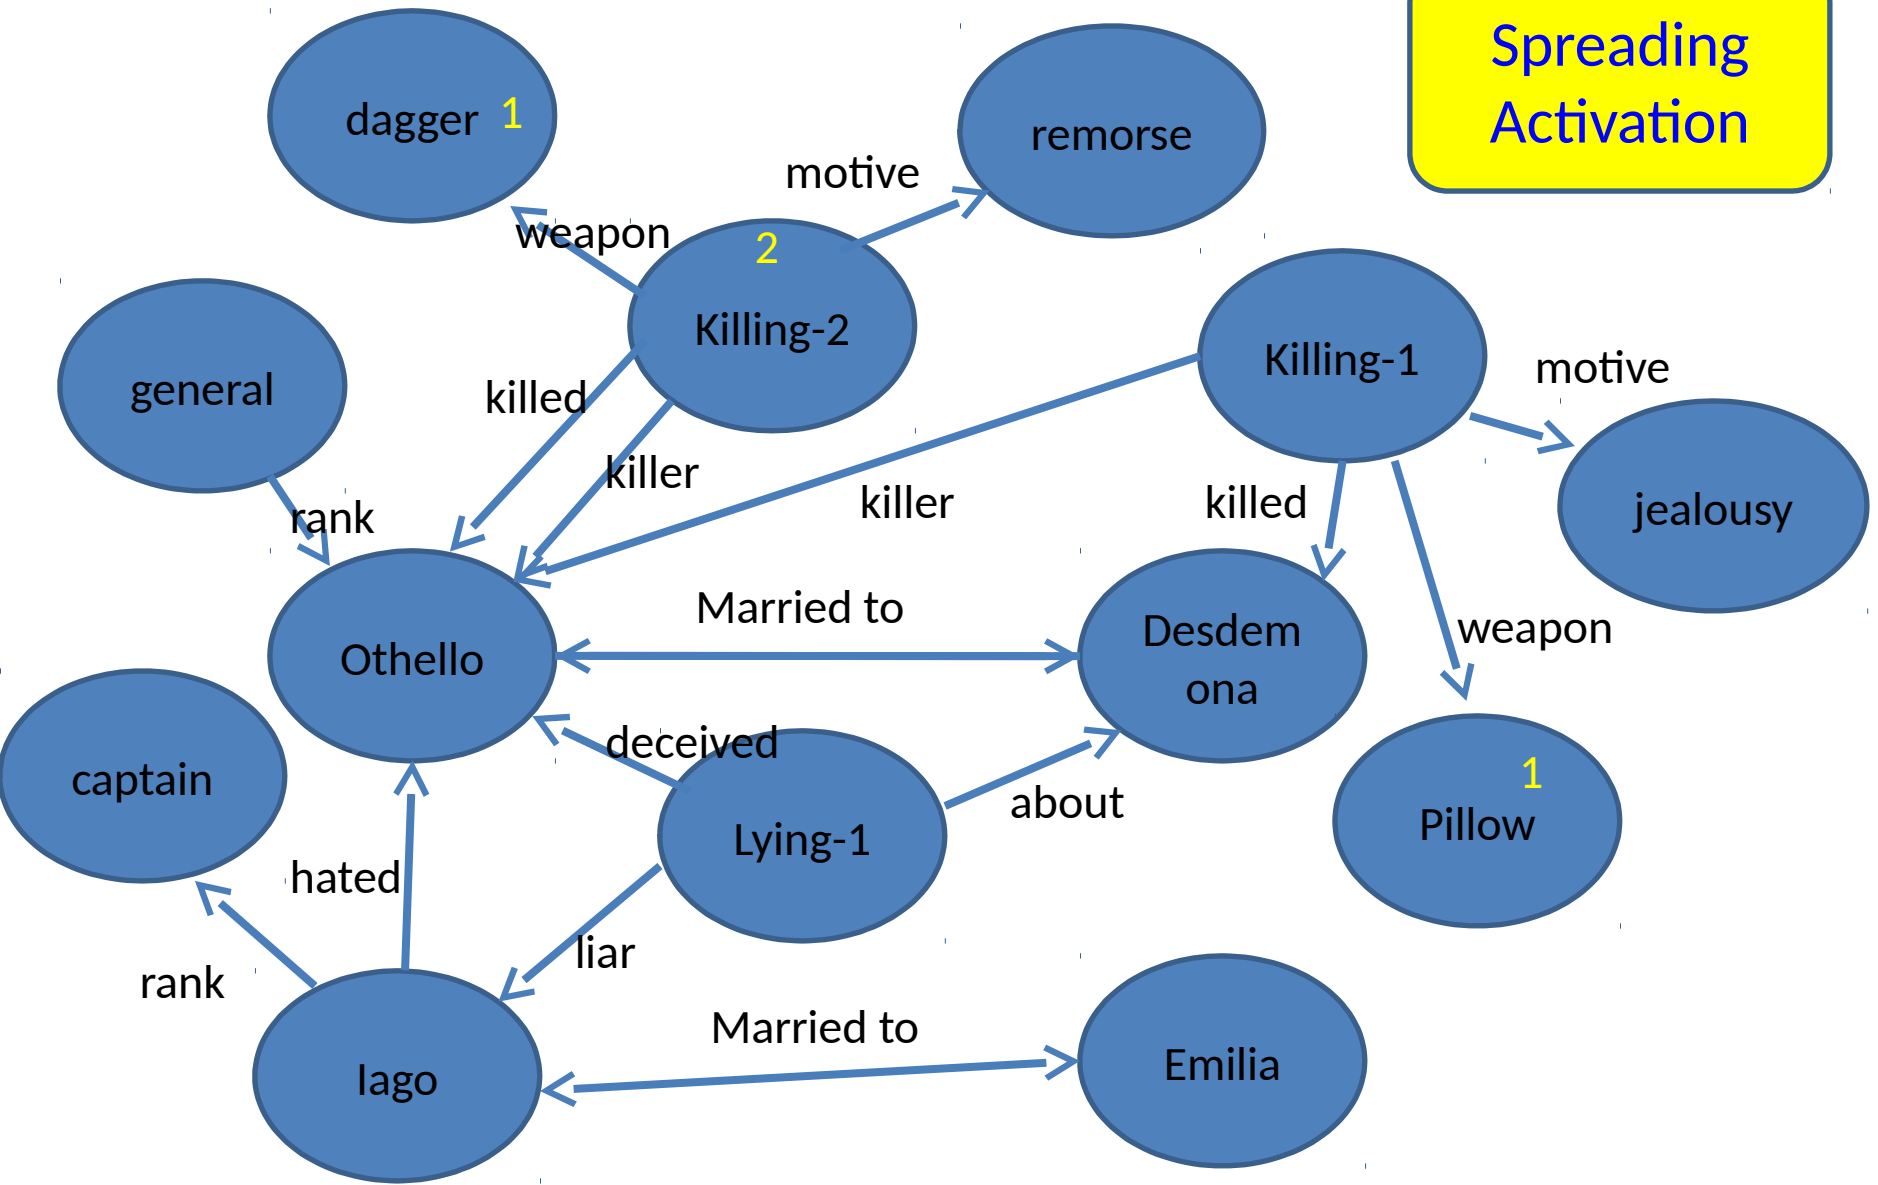 Spreading
Activation
dagger 1
remorse
motive
weapon
2
Killing-2
Killing-1
general
killed
motive
killer
killer
killed
jealousy
rank
Married to
Desdem
ona
weapon
Othello
deceived
captain
about
1
Pillow
Lying-1
hated
liar
rank
Married to
Emilia
Iago